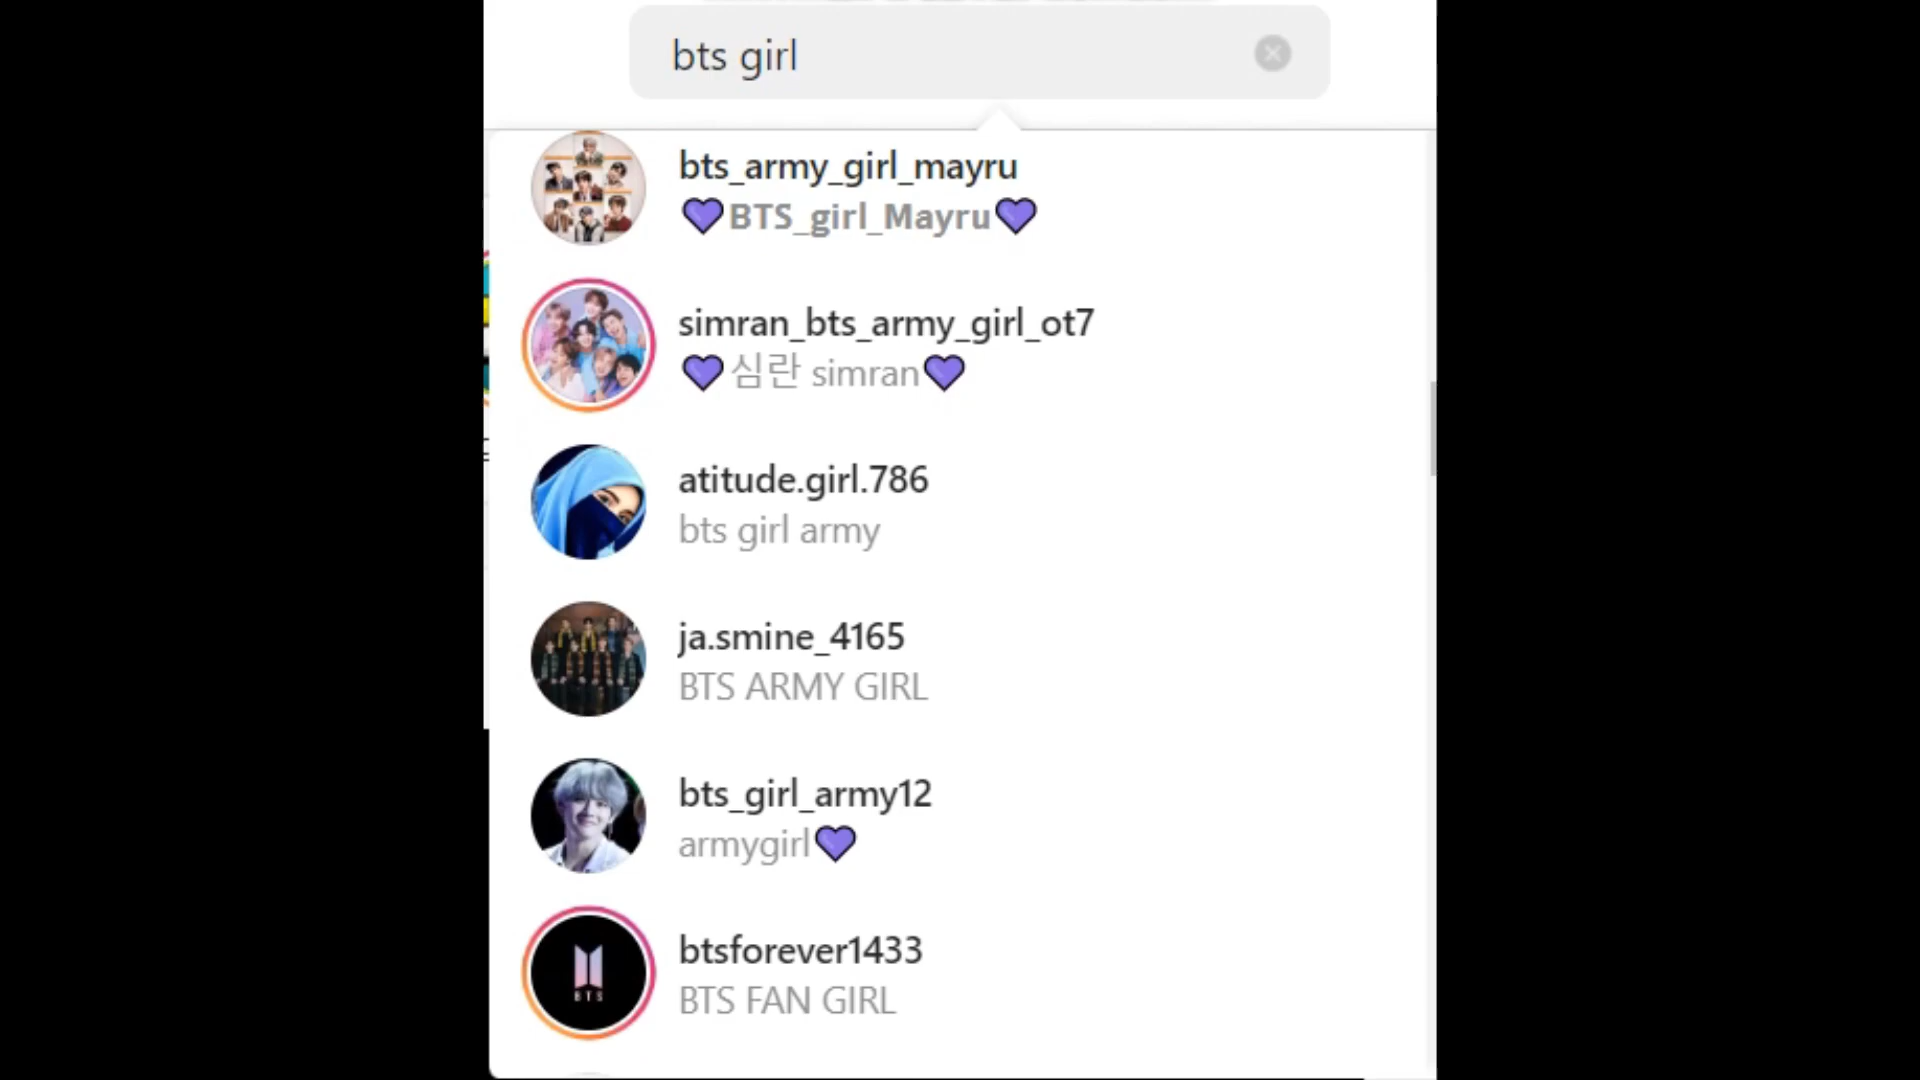 bts girl
bts_army_girl_mayru
💜BTS_girl_Mayru💜
simran_bts_army_girl_ot7
💜심란 simran💜
atitude.girl.786
bts girl army
ja.smine_4165
BTS ARMY GIRL
bts_girl_army12
armygirl💜
btsforever1433
BTS FAN GIRL
BTS